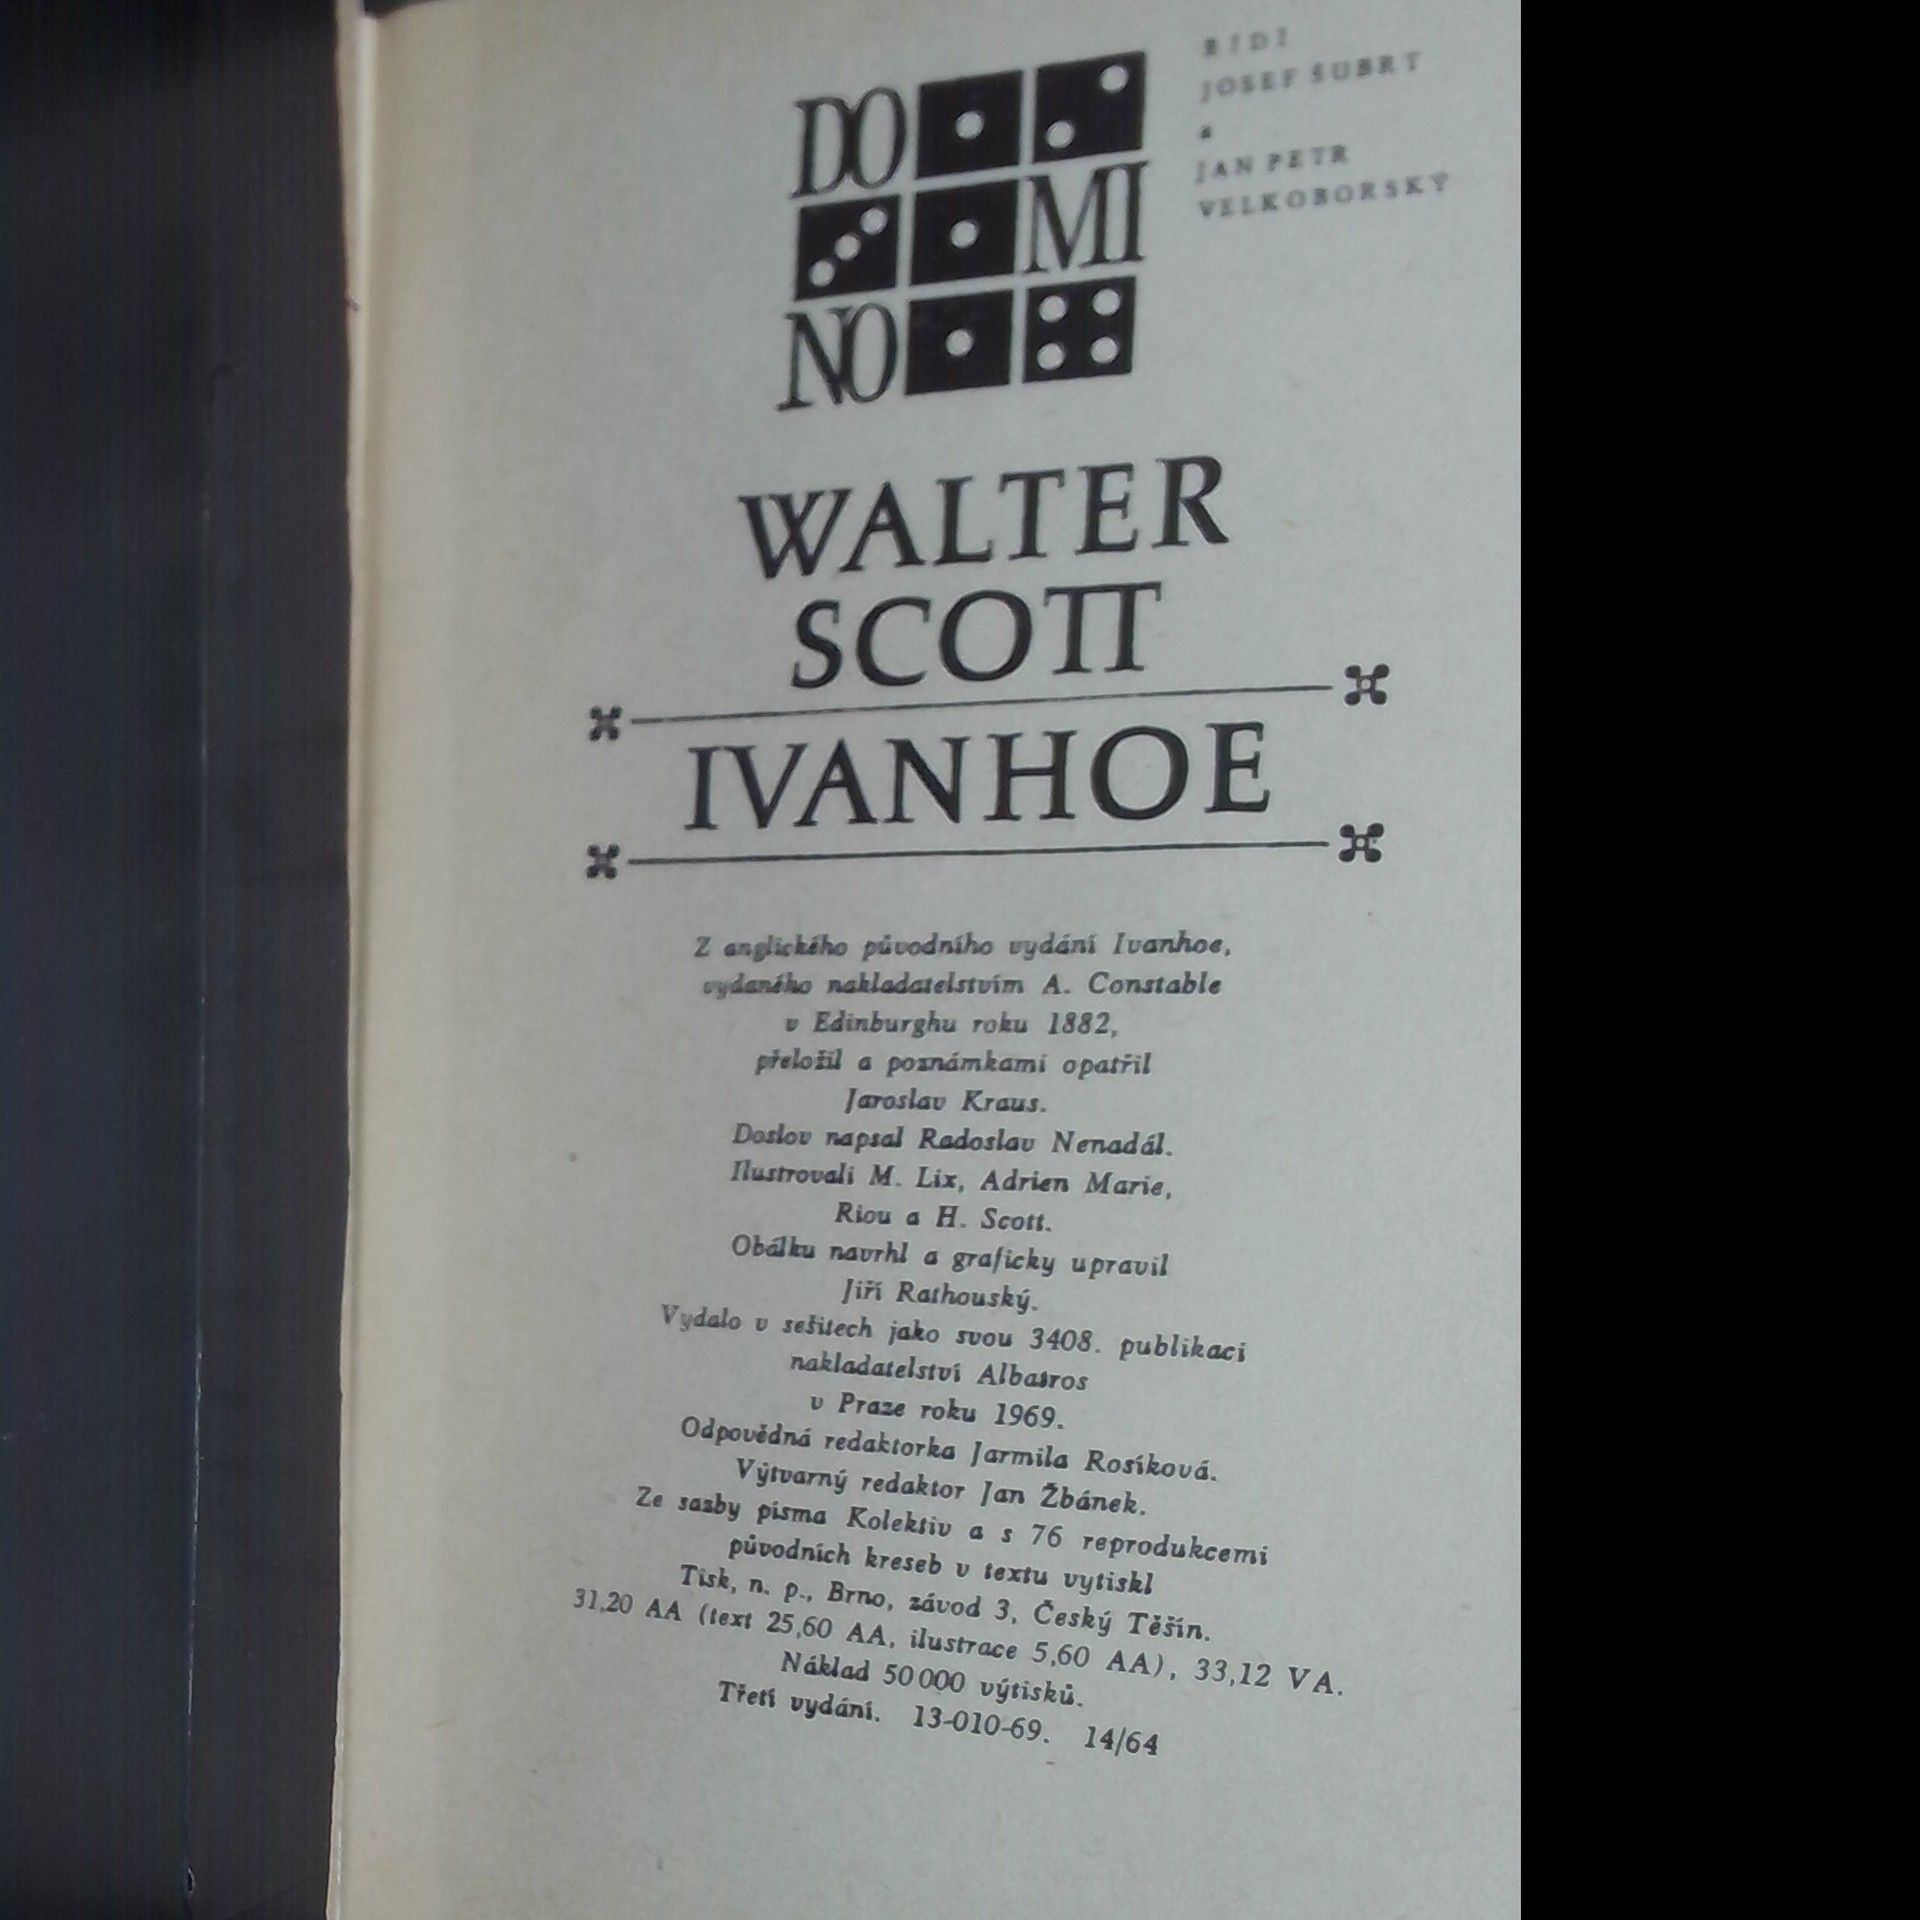 DO
MI
NO
ŘÍDÍ
JOSEF ŠUBRT
a
JAN PETR
VELKOBORSKÝ
WALTER
SCOTT
IVANHOE
Z anglického původního vydání Ivanhoe,
vydaného nakladatelstvím A. Constable
v Edinburghu roku 1882,
přeložil a poznámkami opatřil
Jaroslav Kraus.
Doslov napsal Radoslav Nenadál.
Ilustrovali M. Lix, Adrien Marie,
Riou a H. Scott.
Obálku navrhl a graficky upravil
Jiří Rathouský.
Vydalo v sešitech jako svou 3408. publikaci
nakladatelství Albatros
v Praze roku 1969.
Odpovědná redaktorka Jarmila Rosíková.
Výtvarný redaktor Jan Žbánek.
Ze sazby písma Kolektiv a s 76 reprodukcemi
původních kreseb v textu vytiskl
Tisk, n. p., Brno, závod 3, Český Těšín.
31,20 AA (text 25,60 AA, ilustrace 5,60 AA), 33,12 VA.
Náklad 50 000 výtisků.
Třetí vydání. 13-010-69. 14/64